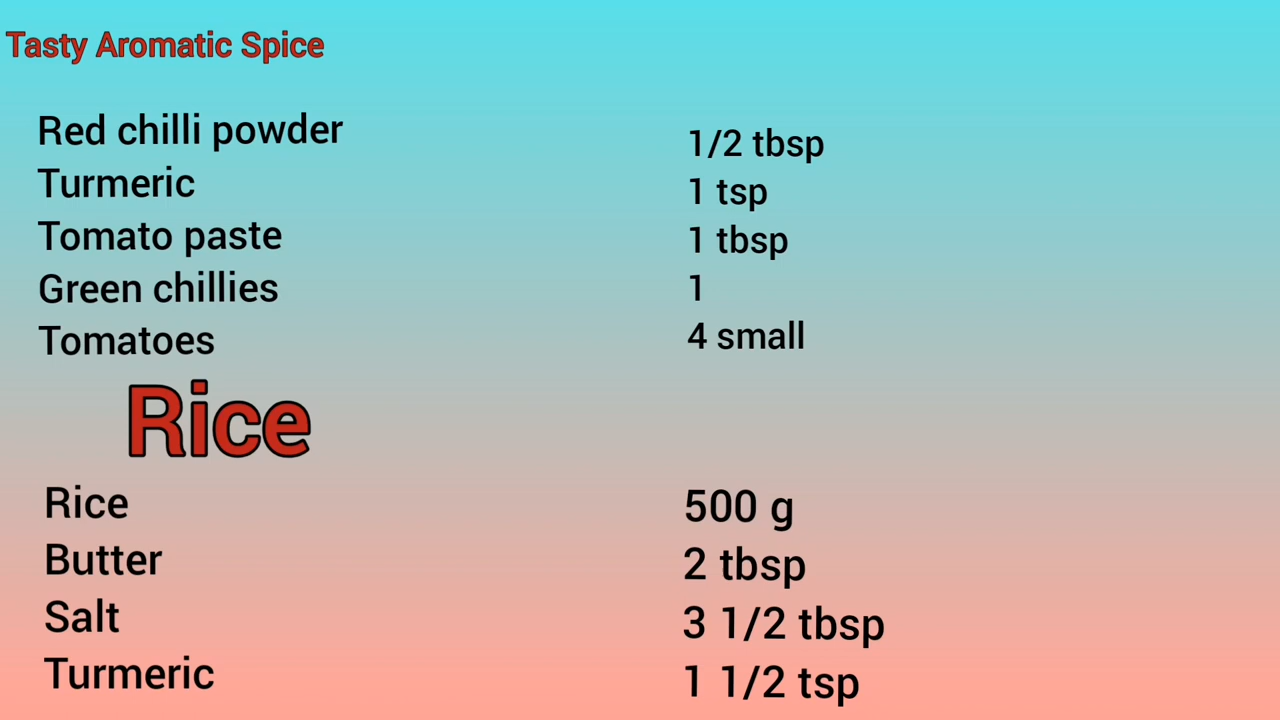 Tasty Aromatic Spice
Red chilli powder 1/2 tbsp
Turmeric 1 tsp
Tomato paste 1 tbsp
Green chillies 1
Tomatoes 4 small
Rice
Rice 500 g
Butter 2 tbsp
Salt 3 1/2 tbsp
Turmeric 1 1/2 tsp